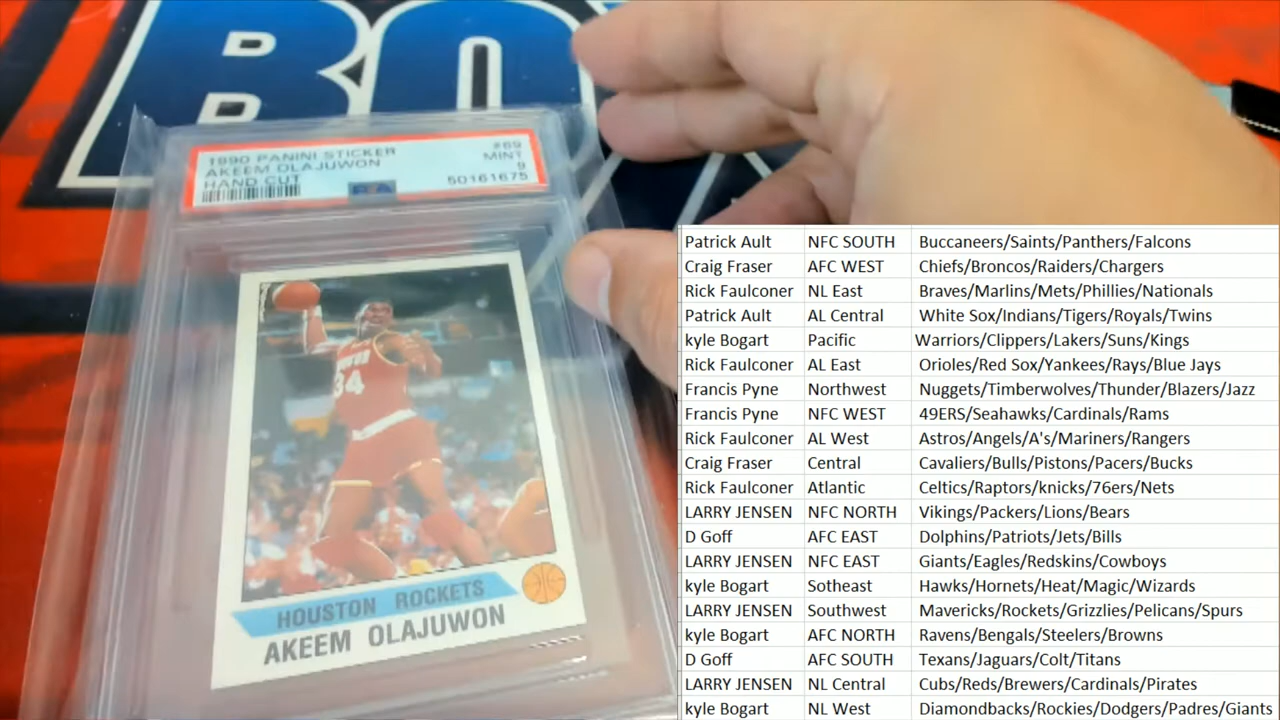 BO
1990 PANINI STICKER #69
AKEEM OLAJUWON MINT
HAND CUT 9
PSA 50161675
34
HOUSTON ROCKETS
AKEEM OLAJUWON
Patrick Ault NFC SOUTH Buccaneers/Saints/Panthers/Falcons
Craig Fraser AFC WEST Chiefs/Broncos/Raiders/Chargers
Rick Faulconer NL East Braves/Marlins/Mets/Phillies/Nationals
Patrick Ault AL Central White Sox/Indians/Tigers/Royals/Twins
kyle Bogart Pacific Warriors/Clippers/Lakers/Suns/Kings
Rick Faulconer AL East Orioles/Red Sox/Yankees/Rays/Blue Jays
Francis Pyne Northwest Nuggets/Timberwolves/Thunder/Blazers/Jazz
Francis Pyne NFC WEST 49ERS/Seahawks/Cardinals/Rams
Rick Faulconer AL West Astros/Angels/A's/Mariners/Rangers
Craig Fraser Central Cavaliers/Bulls/Pistons/Pacers/Bucks
Rick Faulconer Atlantic Celtics/Raptors/knicks/76ers/Nets
LARRY JENSEN NFC NORTH Vikings/Packers/Lions/Bears
D Goff AFC EAST Dolphins/Patriots/Jets/Bills
LARRY JENSEN NFC EAST Giants/Eagles/Redskins/Cowboys
kyle Bogart Sotheast Hawks/Hornets/Heat/Magic/Wizards
LARRY JENSEN Southwest Mavericks/Rockets/Grizzlies/Pelicans/Spurs
kyle Bogart AFC NORTH Ravens/Bengals/Steelers/Browns
D Goff AFC SOUTH Texans/Jaguars/Colt/Titans
LARRY JENSEN NL Central Cubs/Reds/Brewers/Cardinals/Pirates
kyle Bogart NL West Diamondbacks/Rockies/Dodgers/Padres/Giants